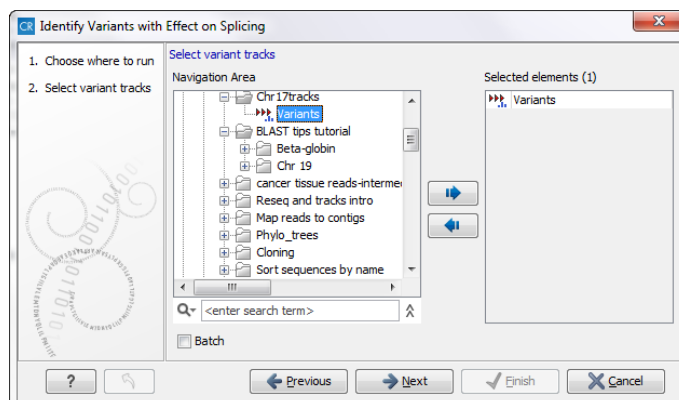 CR Identify Variants with Effect on Splicing
1. Choose where to run
2. Select variant tracks
Select variant tracks
Navigation Area
Chr17tracks
Variants
BLAST tips tutorial
Beta-globin
Chr 19
cancer tissue reads-interme
Reseq and tracks intro
Map reads to contigs
Phylo_trees
Cloning
Sort sequences by name
<enter search term>
Batch
Selected elements (1)
Variants
?
Previous
Next
Finish
Cancel